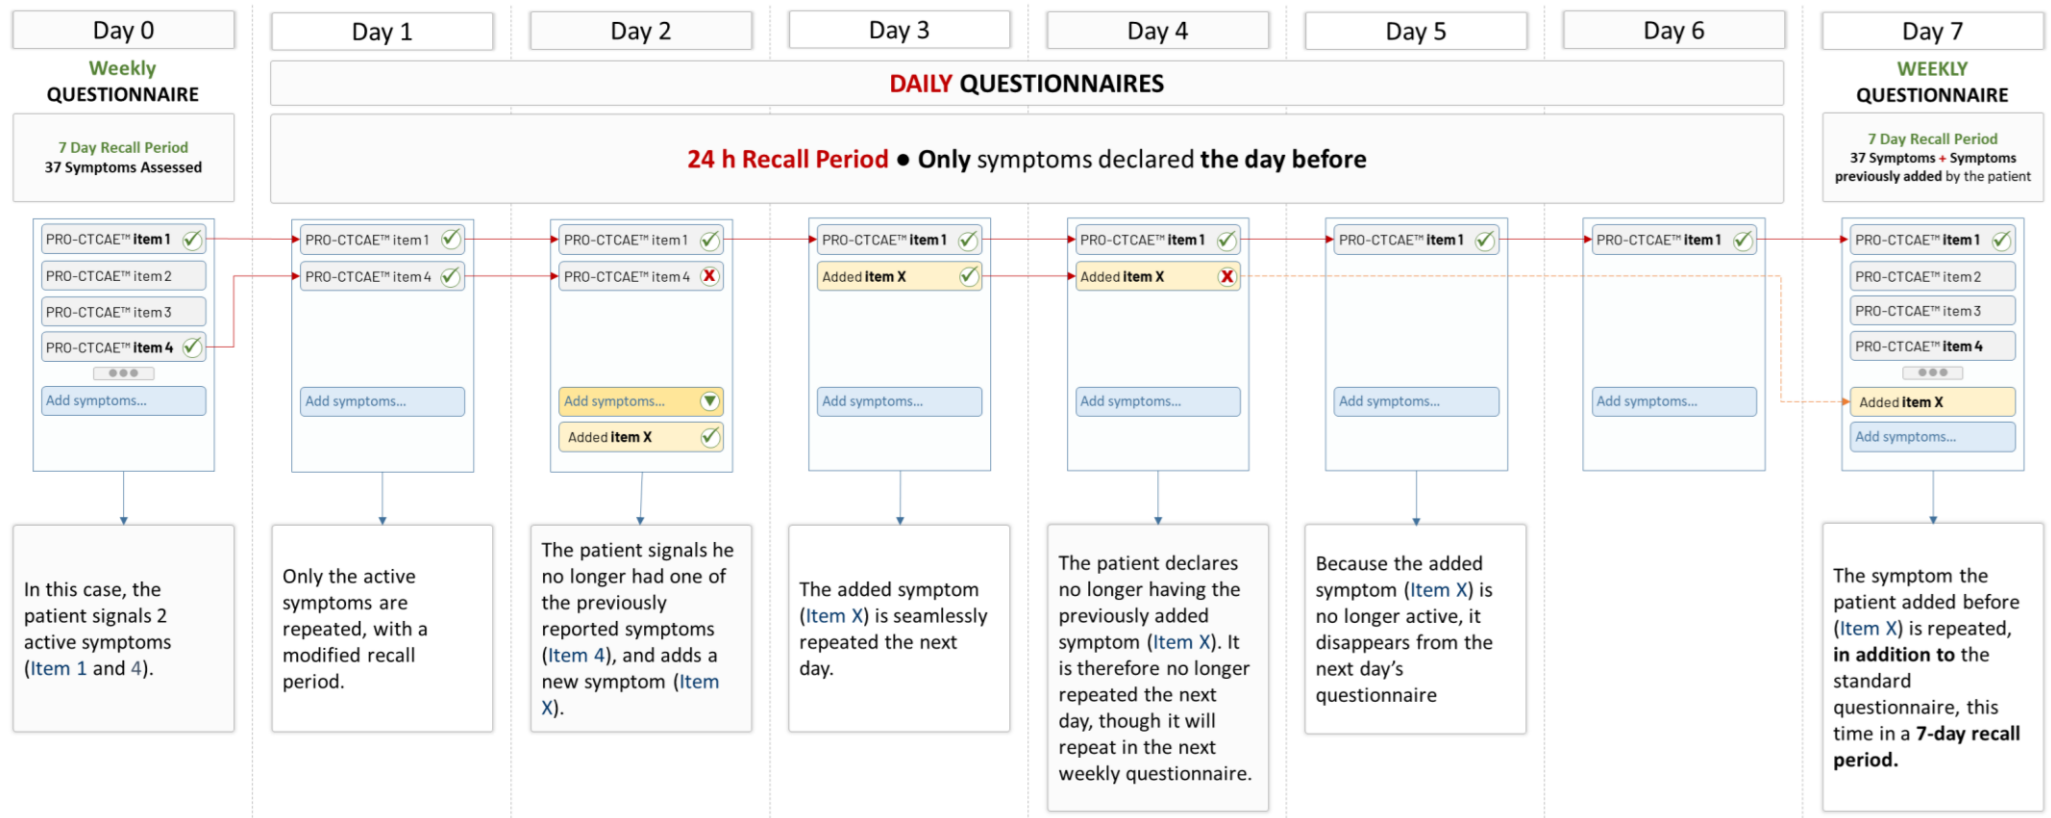 Day 0
Day 1
Day 2
Day 3
Day 4
Day 5
Day 6
Day 7
Weekly
QUESTIONNAIRE
DAILY QUESTIONNAIRES
WEEKLY
QUESTIONNAIRE
7 Day Recall Period
37 Symptoms Assessed
24 h Recall Period ● Only symptoms declared the day before
7 Day Recall Period
37 Symptoms + Symptoms
previously added by the patient
PRO-CTCAE™ item 1
PRO-CTCAE™ item 2
PRO-CTCAE™ item 3
PRO-CTCAE™ item 4
Add symptoms...
PRO-CTCAE™ item 1
PRO-CTCAE™ item 4
Add symptoms...
PRO-CTCAE™ item 1
PRO-CTCAE™ item 4
Add symptoms...
Added item X
PRO-CTCAE™ item 1
Added item X
Add symptoms...
PRO-CTCAE™ item 1
Added item X
Add symptoms...
PRO-CTCAE™ item 1
Add symptoms...
PRO-CTCAE™ item 1
Add symptoms...
PRO-CTCAE™ item 1
PRO-CTCAE™ item 2
PRO-CTCAE™ item 3
PRO-CTCAE™ item 4
Added item X
Add symptoms...
In this case, the
patient signals 2
active symptoms
(Item 1 and 4).
Only the active
symptoms are
repeated, with a
modified recall
period.
The patient signals he
no longer had one of
the previously
reported symptoms
(Item 4), and adds a
new symptom (Item
X).
The added symptom
(Item X) is seamlessly
repeated the next
day.
The patient declares
no longer having the
previously added
symptom (Item X). It
is therefore no longer
repeated the next
day, though it will
repeat in the next
weekly questionnaire.
Because the added
symptom (Item X) is
no longer active, it
disappears from the
next day's
questionnaire
The symptom the
patient added before
(Item X) is repeated,
in addition to the
standard
questionnaire, this
time in a 7-day recall
period.